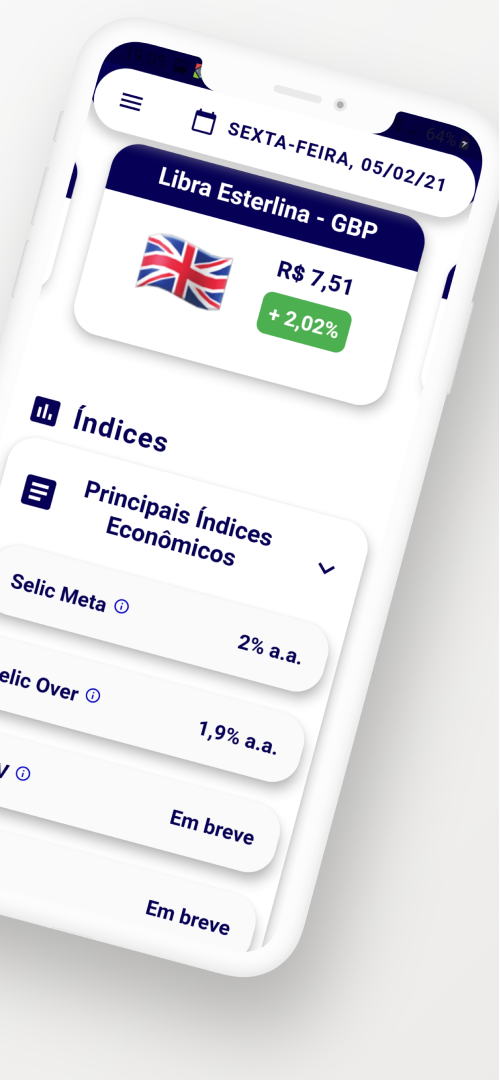 64%
SEXTA-FEIRA, 05/02/21
Libra Esterlina - GBP
R$ 7,51
+ 2,02%
Índices
Principais Índices
Econômicos
Selic Meta
2% a.a.
elic Over
1,9% a.a.
Em breve
Em breve